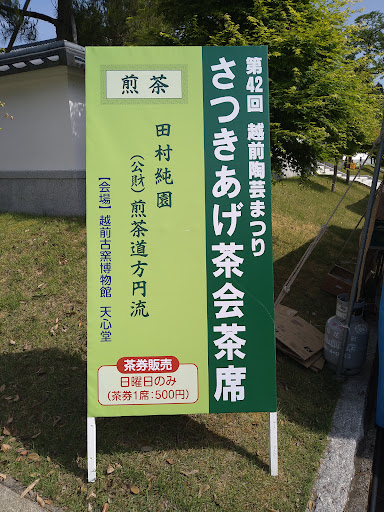 第42回 越前陶芸まつり
さつきあげ茶会茶席
煎茶
田村純園
(公財)煎茶道方円流
【会場】越前古窯博物館 天心堂
茶券販売
日曜日のみ
(茶券1席:500円)